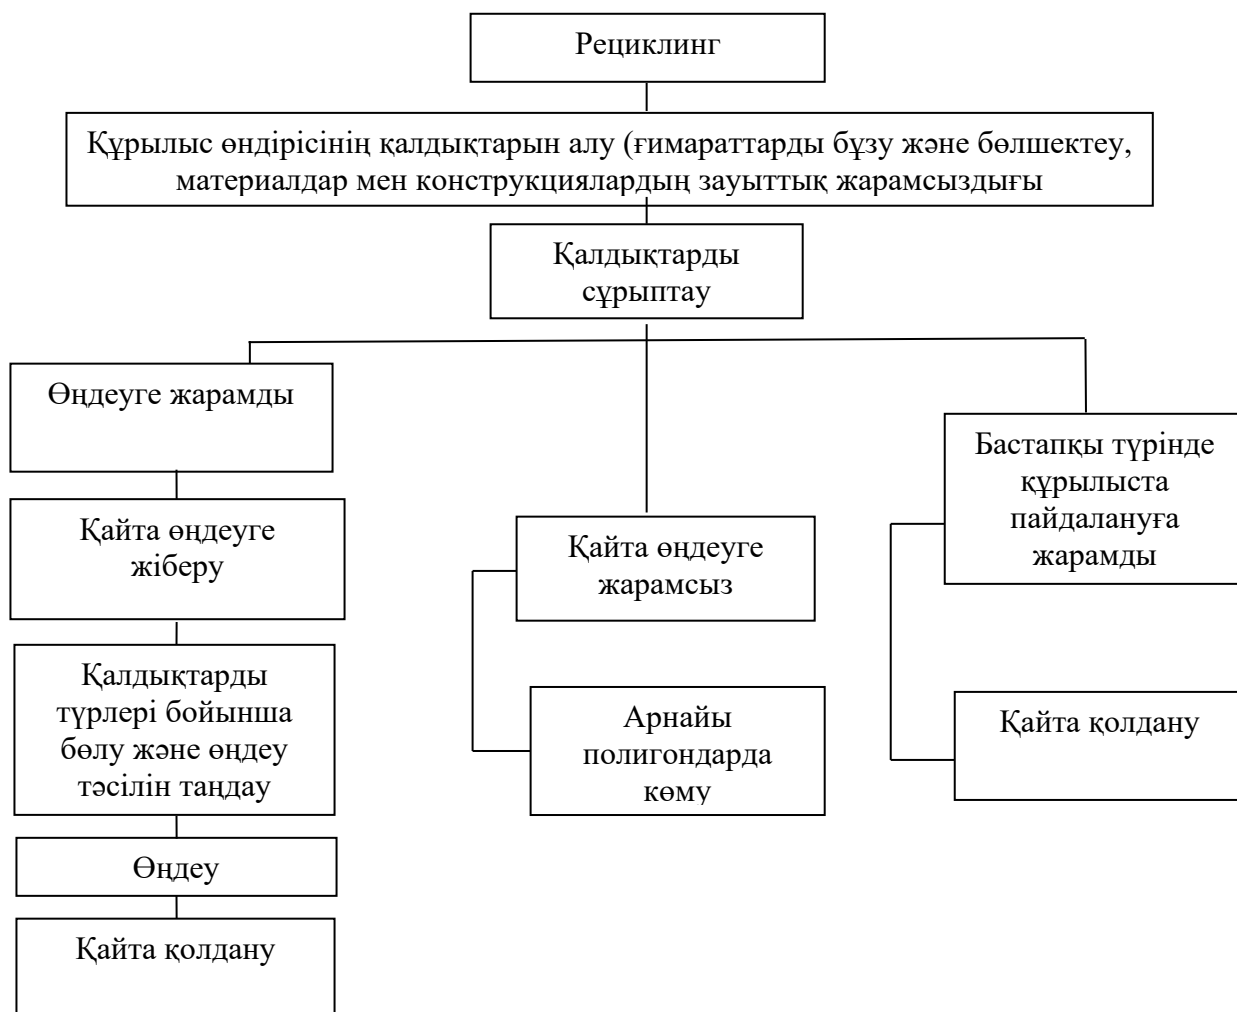 Рециклинг
Құрылыс өндірісінің қалдықтарын алу (ғимараттарды бұзу және бөлшектеу,
материалдар мен конструкциялардың зауыттық жарамсыздығы
Қалдықтарды
сұрыптау
Өңдеуге жарамды
Қайта өңдеуге
жіберу
Қалдықтарды
түрлері бойынша
бөлу және өңдеу
тәсілін таңдау
Өңдеу
Қайта қолдану
Қайта өңдеуге
жарамсыз
Арнайы
полигондарда
көму
Бастапқы түрінде
құрылыста
пайдалануға
жарамды
Қайта қолдану